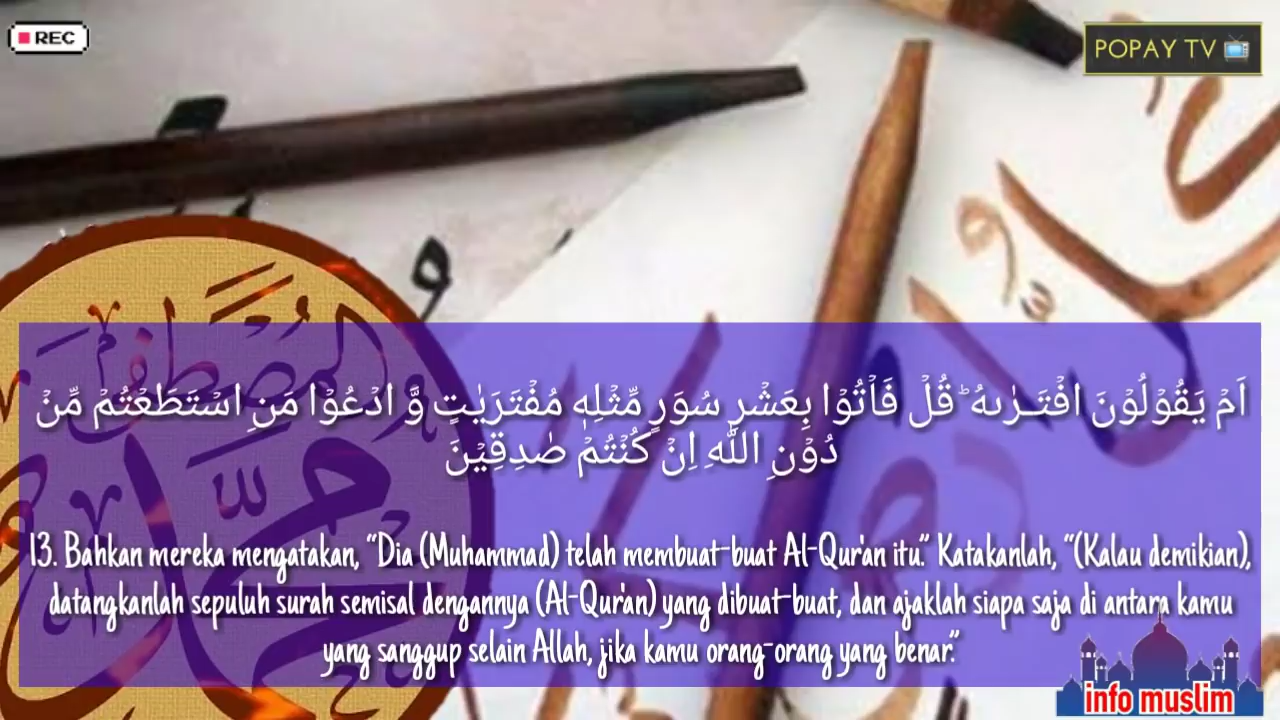 REC
POPAY TV
اَمْ يَقُوْلُوْنَ افْتَـرٰٮهُ ؕ قُلْ فَاْتُوْا بِعَشْرِ سُوَرٍ مِّثْلِهٖ مُفْتَرَيٰتٍ وَّ ادْعُوْا مَنِ اسْتَطَعْتُمْ مِّنْ
دُوْنِ اللّٰهِ اِنْ كُنْتُمْ صٰدِقِيْنَ
13. Bahkan mereka mengatakan, “Dia (Muhammad) telah membuat-buat Al-Qur'an itu.” Katakanlah, “(Kalau demikian),
datangkanlah sepuluh surah semisal dengannya (Al-Qur'an) yang dibuat-buat, dan ajaklah siapa saja di antara kamu
yang sanggup selain Allah, jika kamu orang-orang yang benar.”
info muslim
المُصْطَفَى
محمد